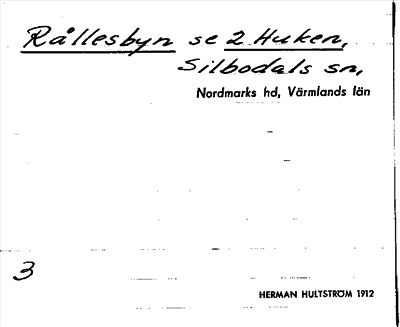 Rållesbyn se 2 Huken,
Silbodals sn,
Nordmarks hd, Värmlands län
3
HERMAN HULTSTRÖM 1912